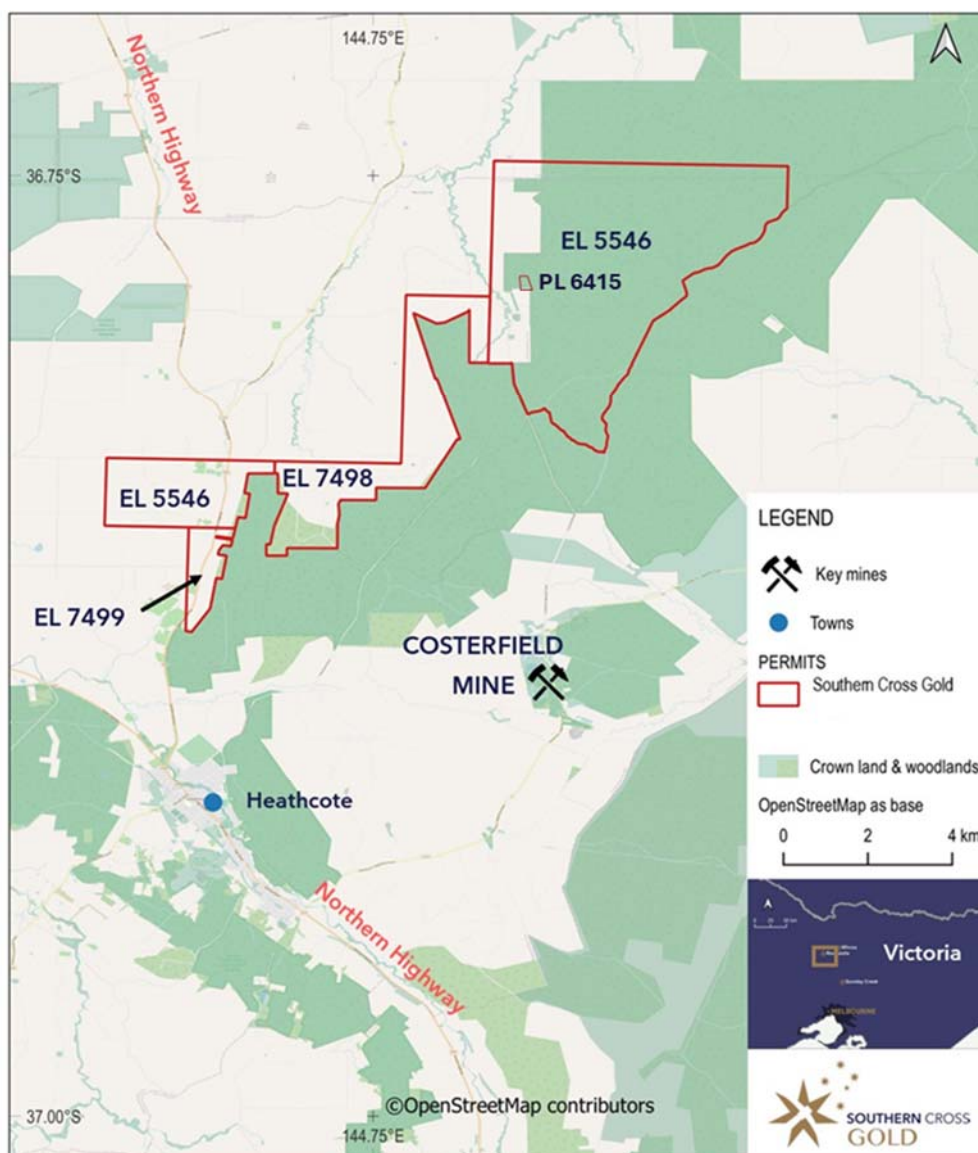 144.75°E
Northern Highway
36.75°S
EL 5546
PL 6415
EL 7498
EL 5546
EL 7499
COSTERFIELD
MINE
Heathcote
Northern Highway
37.00°S
144.75°E
©OpenStreetMap contributors
LEGEND
Key mines
Towns
PERMITS
Southern Cross Gold
Crown land & woodlands
OpenStreetMap as base
0 2 4 km
Victoria
MELBOURNE
SOUTHERN CROSS
GOLD